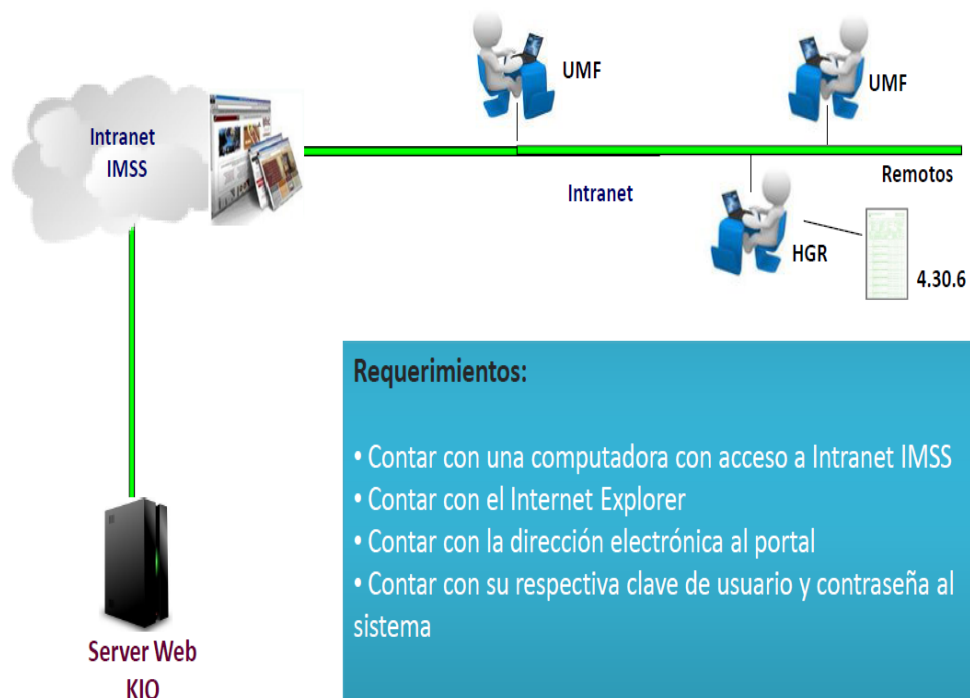 UMF
UMF
Intranet
IMSS
Intranet
Remotos
HGR
4.30.6
Requerimientos:
• Contar con una computadora con acceso a Intranet IMSS
• Contar con el Internet Explorer
• Contar con la dirección electrónica al portal
• Contar con su respectiva clave de usuario y contraseña al
sistema
Server Web
KIO